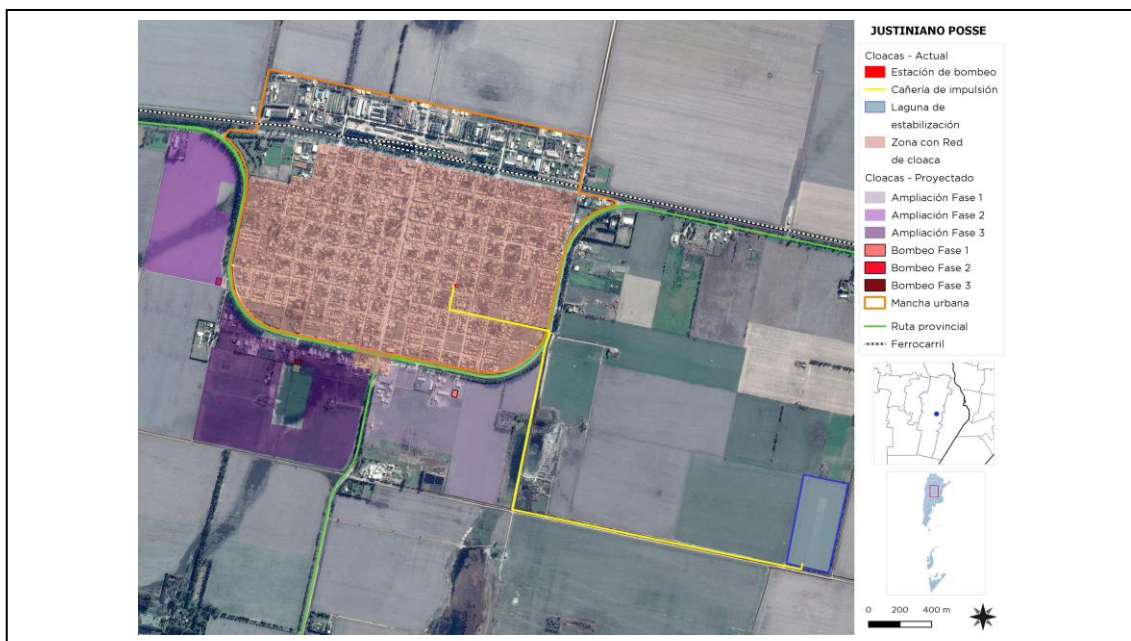 JUSTINIANO POSSE
Cloacas - Actual
Estación de bombeo
Cañería de impulsión
Laguna de
estabilización
Zona con Red
de cloaca
Cloacas - Proyectado
Ampliación Fase 1
Ampliación Fase 2
Ampliación Fase 3
Bombeo Fase 1
Bombeo Fase 2
Bombeo Fase 3
Mancha urbana
Ruta provincial
Ferrocarril
0 200 400 m